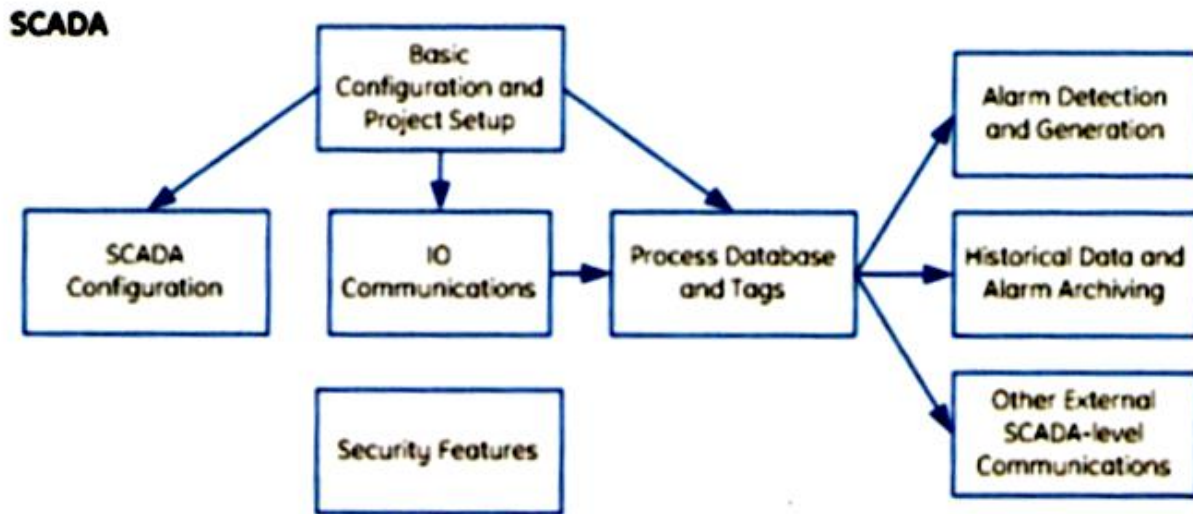 SCADA
Basic
Configuration and
Project Setup
Alarm Detection
and Generation
SCADA
Configuration
IO
Communications
Process Database
and Tags
Historical Data and
Alarm Archiving
Security Features
Other External
SCADA-level
Communications